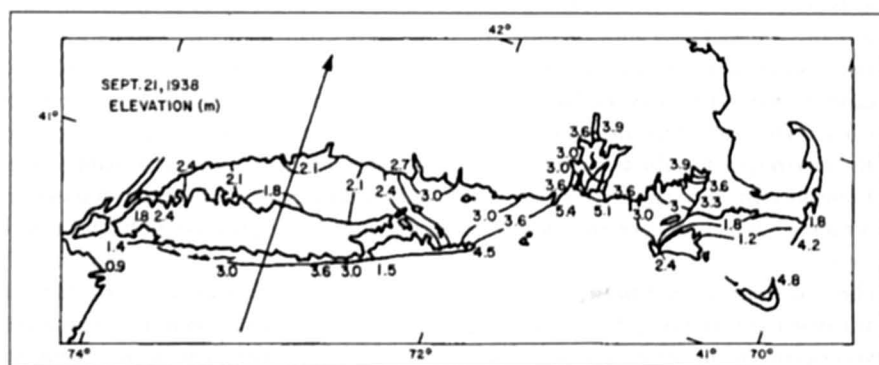 42°
SEPT. 21, 1938
ELEVATION (m)
41°
3.6 3.9
2.4 2.1 2.7 3.0 3.9
2.1 2.1 3.0 3.0 3.6
1.8 2.4 3.6 3.6 3.3
1.8 2.4 3.0 3.6 5.4 5.1 3.0 3. 1.8 1.8
1.4 1.2 4.2
0.9 3.0 3.6 3.0 1.5 4.5 2.4
4.8
74° 72° 41° 70°